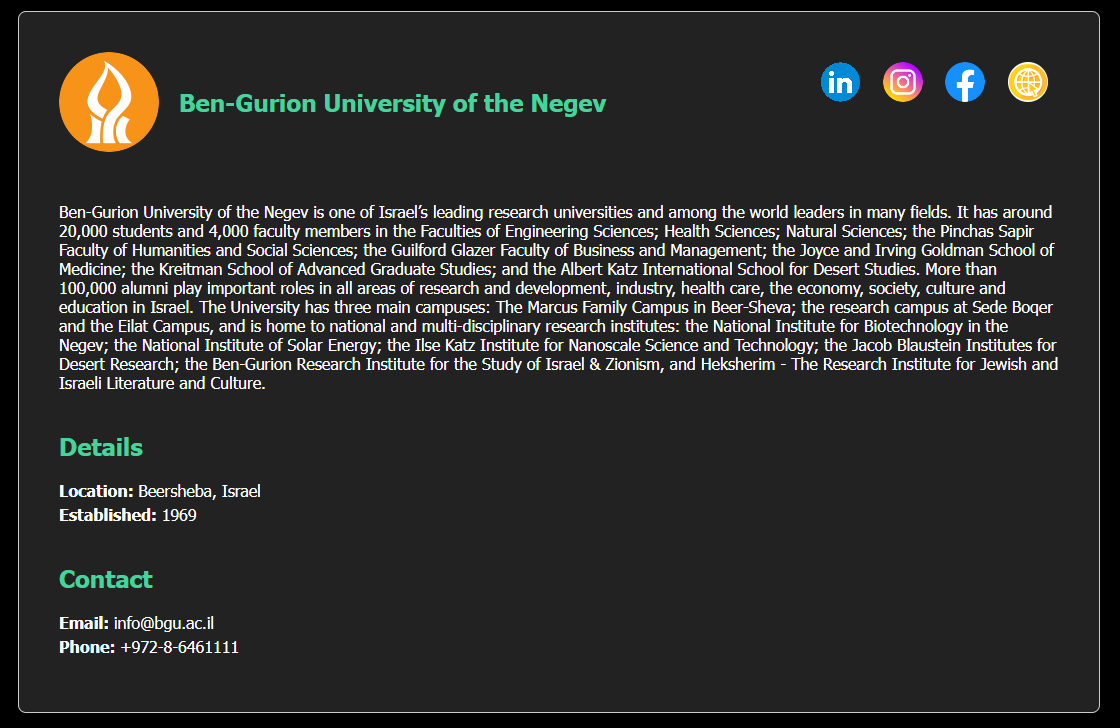 in
Ben-Gurion University of the Negev
Ben-Gurion University of the Negev is one of Israel’s leading research universities and among the world leaders in many fields. It has around
20,000 students and 4,000 faculty members in the Faculties of Engineering Sciences; Health Sciences; Natural Sciences; the Pinchas Sapir
Faculty of Humanities and Social Sciences; the Guilford Glazer Faculty of Business and Management; the Joyce and Irving Goldman School of
Medicine; the Kreitman School of Advanced Graduate Studies; and the Albert Katz International School for Desert Studies. More than
100,000 alumni play important roles in all areas of research and development, industry, health care, the economy, society, culture and
education in Israel. The University has three main campuses: The Marcus Family Campus in Beer-Sheva; the research campus at Sede Boqer
and the Eilat Campus, and is home to national and multi-disciplinary research institutes: the National Institute for Biotechnology in the
Negev; the National Institute of Solar Energy; the Ilse Katz Institute for Nanoscale Science and Technology; the Jacob Blaustein Institutes for
Desert Research; the Ben-Gurion Research Institute for the Study of Israel & Zionism, and Heksherim - The Research Institute for Jewish and
Israeli Literature and Culture.
Details
Location: Beersheba, Israel
Established: 1969
Contact
Email: info@bgu.ac.il
Phone: +972-8-6461111